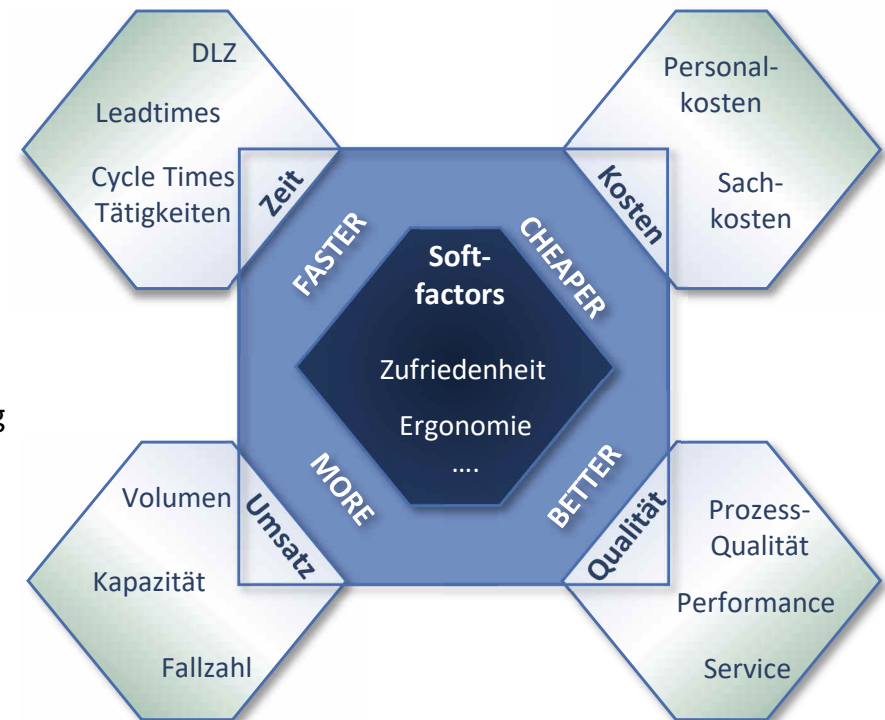 DLZ
Leadtimes
Cycle Times
Tätigkeiten
Zeit
FASTER
Personal-
kosten
Sach-
kosten
Kosten
CHEAPER
Soft-
factors
Zufriedenheit
Ergonomie
....
g
Volumen
Kapazität
Fallzahl
Umsatz
MORE
Prozess-
Qualität
Performance
Service
Qualität
BETTER